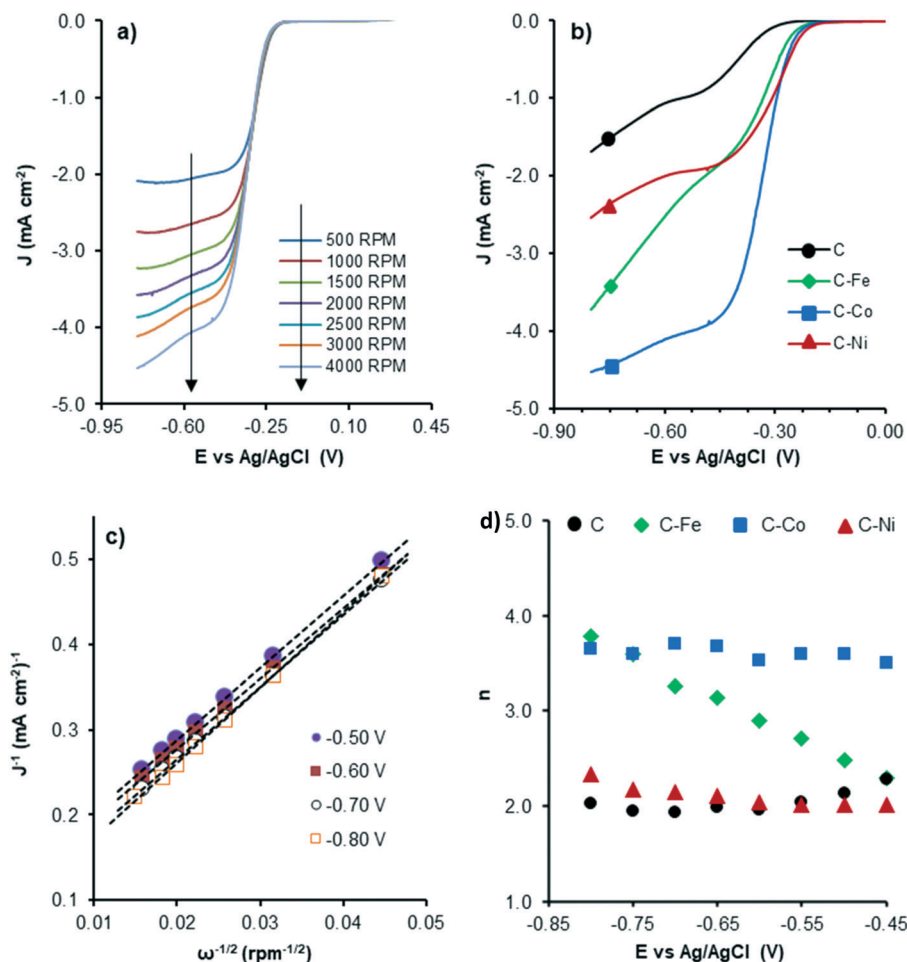 a)
0.0
-1.0
-2.0
-3.0
-4.0
-5.0
J (mA cm⁻²)
500 RPM
1000 RPM
1500 RPM
2000 RPM
2500 RPM
3000 RPM
4000 RPM
-0.95 -0.60 -0.25 0.10 0.45
E vs Ag/AgCl (V)
b)
0.0
-1.0
-2.0
-3.0
-4.0
-5.0
J (mA cm⁻²)
C
C-Fe
C-Co
C-Ni
-0.90 -0.60 -0.30 0.00
E vs Ag/AgCl (V)
c)
0.5
0.4
0.3
0.2
0.1
J⁻¹ (mA cm⁻²)⁻¹
-0.50 V
-0.60 V
-0.70 V
-0.80 V
0.01 0.02 0.03 0.04 0.05
ω⁻¹/² (rpm⁻¹/²)
d)
C C-Fe C-Co C-Ni
5.0
4.0
3.0
2.0
1.0
n
-0.85 -0.75 -0.65 -0.55 -0.45
E vs Ag/AgCl (V)